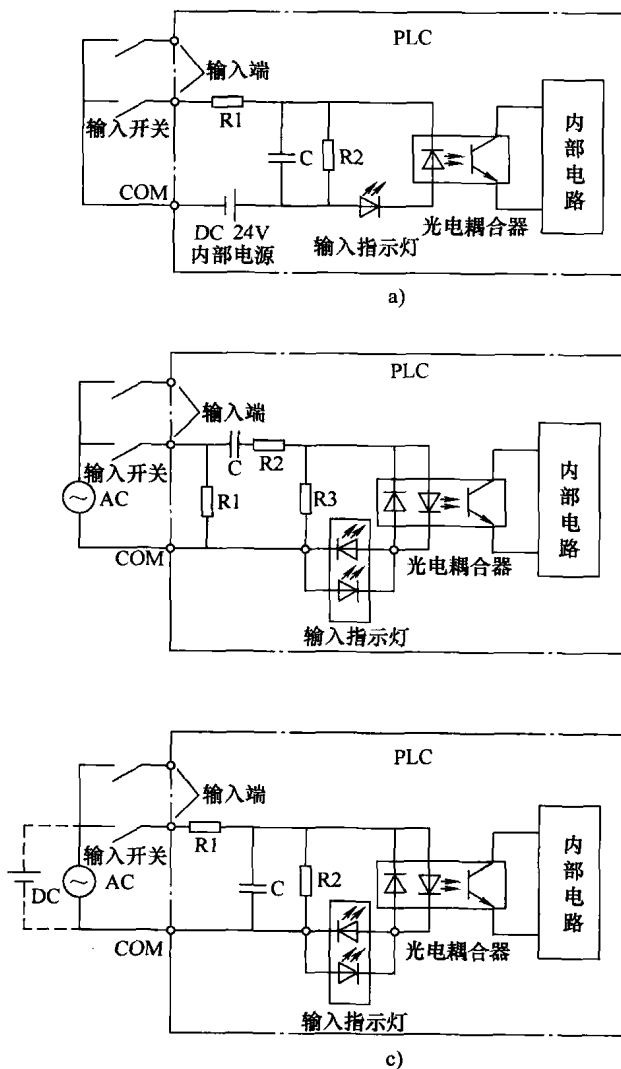 PLC
输入端
输入开关
R1
C
R2
COM
DC 24V
内部电源
输入指示灯
光电耦合器
内部电路
a)
PLC
输入端
输入开关
C
R2
AC
R1
R3
COM
光电耦合器
输入指示灯
内部电路
PLC
输入端
输入开关
R1
DC
AC
C
R2
COM
光电耦合器
输入指示灯
内部电路
c)